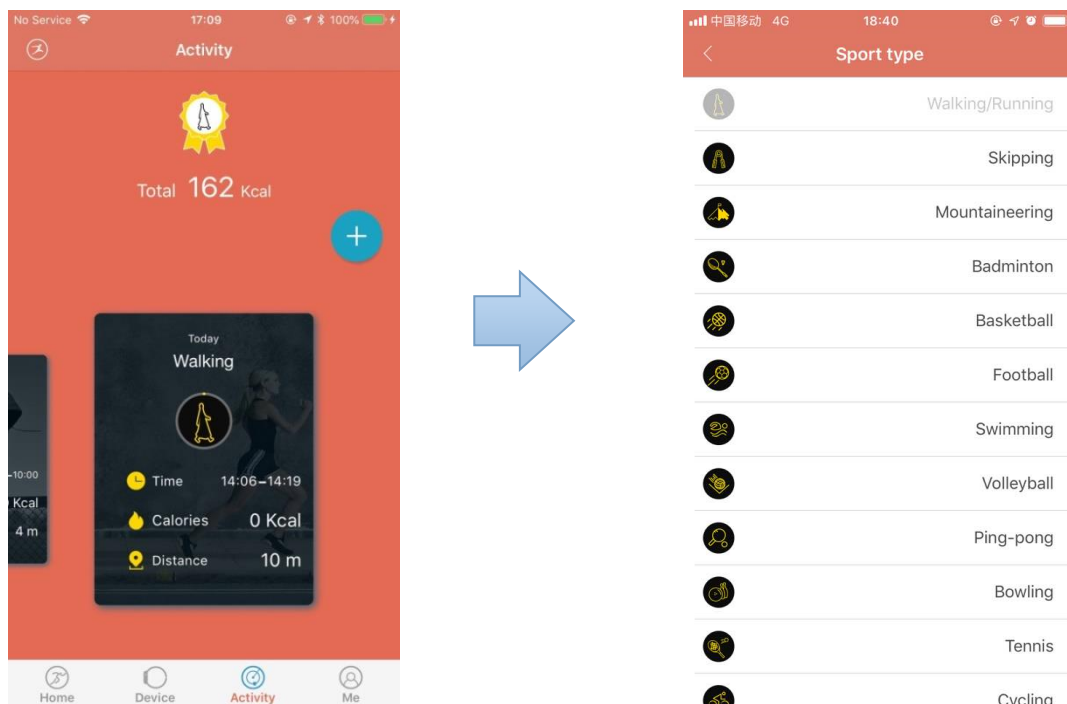 No Service 17:09 100%
Activity
Total 162 Kcal
Today
Walking
Time 14:06-14:19
Calories 0 Kcal
Distance 10 m
-10:00
Kcal
4 m
Home Device Activity Me
中国移动 4G 18:40
Sport type
Walking/Running
Skipping
Mountaineering
Badminton
Basketball
Football
Swimming
Volleyball
Ping-pong
Bowling
Tennis
Cycling